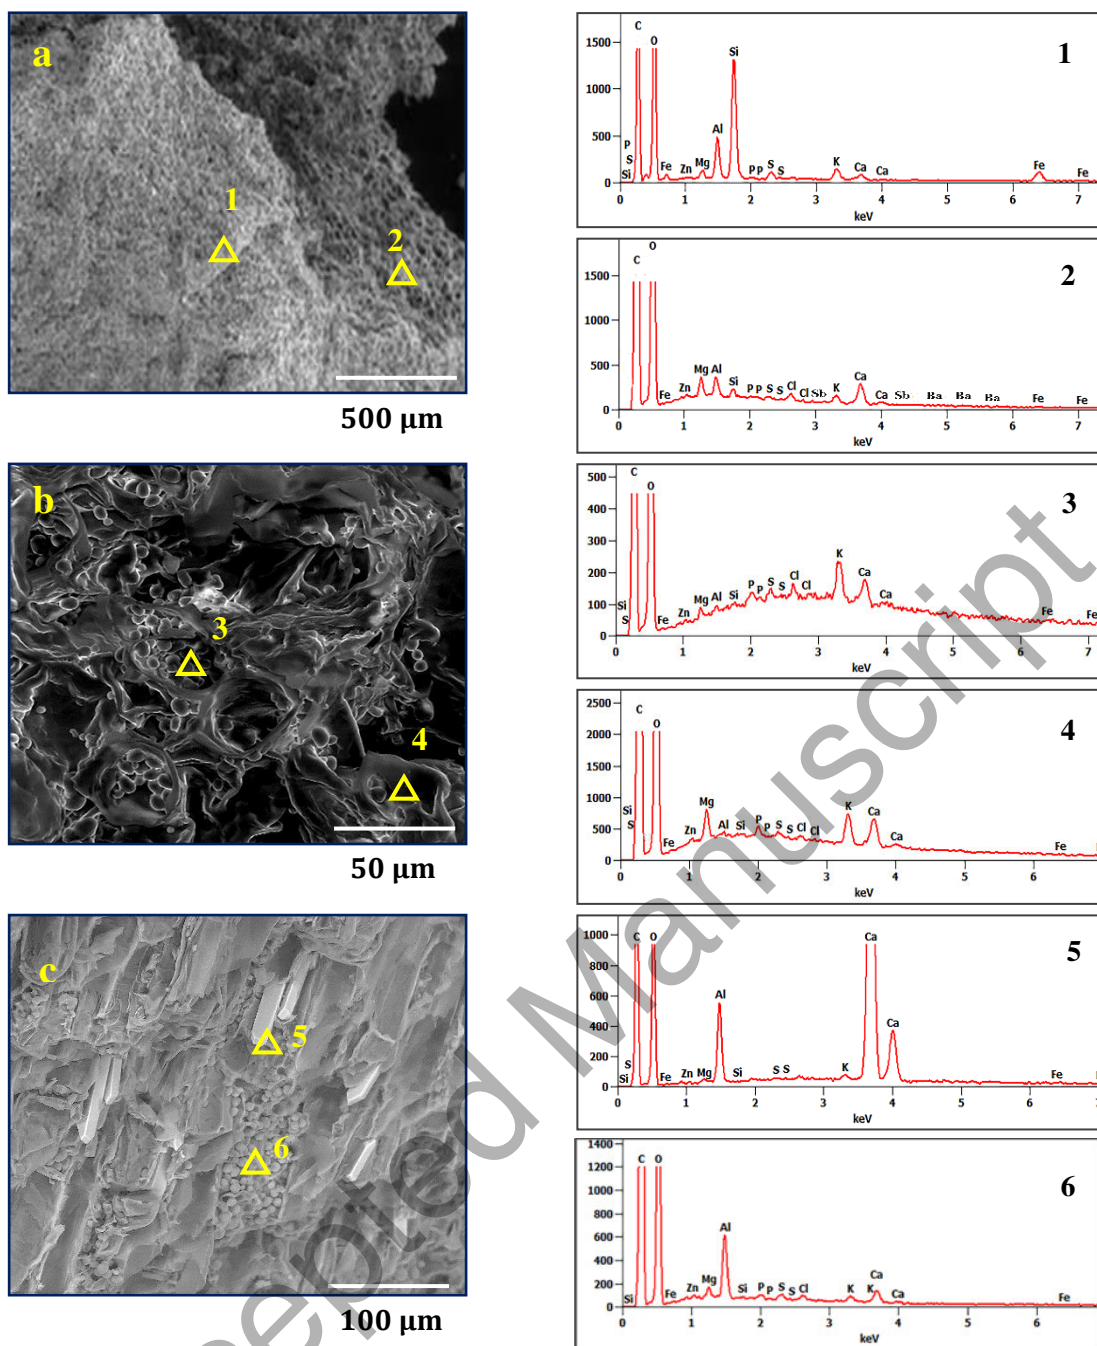 a
1
2
500 µm
b
3
4
50 µm
c
5
6
100 µm
1
C
O
Si
Al
P
S
Si
Fe
Zn
Mg
P
P
S
S
K
Ca
Ca
Fe
Fe
1500
1000
500
0
0 1 2 3 4 5 6 7
keV
2
C
O
Fe
Zn
Mg
Al
Si
P
P
S
S
Cl
Cl
Sb
K
Ca
Ca
Sb
Ba
Ba
Ba
Fe
Fe
1500
1000
500
0
0 1 2 3 4 5 6 7
keV
3
C
O
Si
S
Fe
Zn
Mg
Al
Si
P
P
S
S
Cl
Cl
K
Ca
Ca
Fe
Fe
500
400
300
200
100
0
0 1 2 3 4 5 6 7
keV
4
C
O
Si
S
Fe
Zn
Mg
Al
Si
P
P
S
S
Cl
Cl
K
Ca
Ca
Fe
2500
2000
1500
1000
500
0
0 1 2 3 4 5 6
keV
5
C
O
S
Si
Fe
Zn
Mg
Al
Si
S
S
K
Ca
Ca
Fe
1000
800
600
400
200
0
0 1 2 3 4 5 6 7
keV
6
C
O
Si
Fe
Zn
Mg
Al
Si
P
P
S
S
Cl
K
K
Ca
Ca
Fe
1400
1200
1000
800
600
400
200
0
0 1 2 3 4 5 6
keV
epted Manuscript